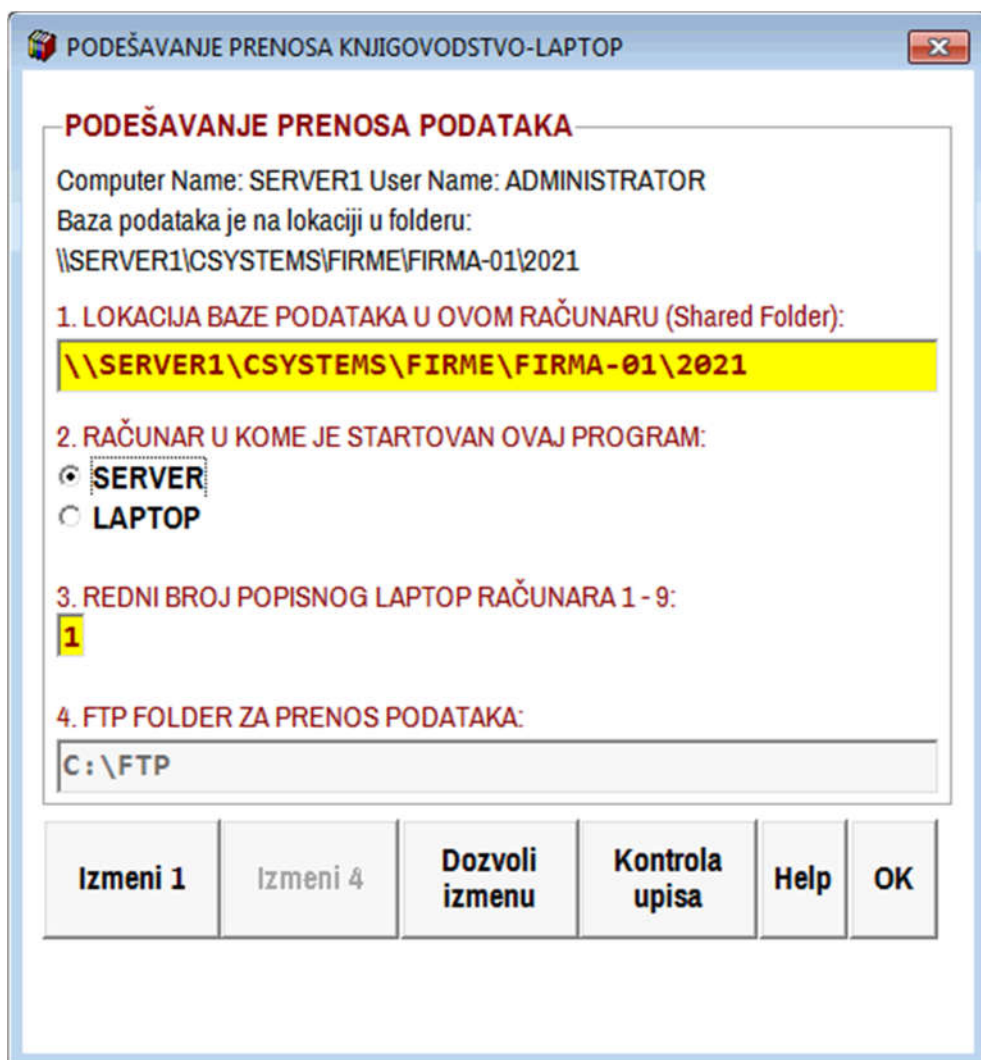 PODEŠAVANJE PRENOSA KNJIGOVODSTVO-LAPTOP
PODEŠAVANJE PRENOSA PODATAKA
Computer Name: SERVER1 User Name: ADMINISTRATOR
Baza podataka je na lokaciji u folderu:
\\SERVER1\CSYSTEMS\FIRME\FIRMA-01\2021
1. LOKACIJA BAZE PODATAKA U OVOM RAČUNARU (Shared Folder):
\\SERVER1\CSYSTEMS\FIRME\FIRMA-01\2021
2. RAČUNAR U KOME JE STARTOVAN OVAJ PROGRAM:
SERVER
LAPTOP
3. REDNI BROJ POPISNOG LAPTOP RAČUNARA 1 - 9:
1
4. FTP FOLDER ZA PRENOS PODATAKA:
C:\FTP
Izmeni 1
Izmeni 4
Dozvoli
izmenu
Kontrola
upisa
Help
OK